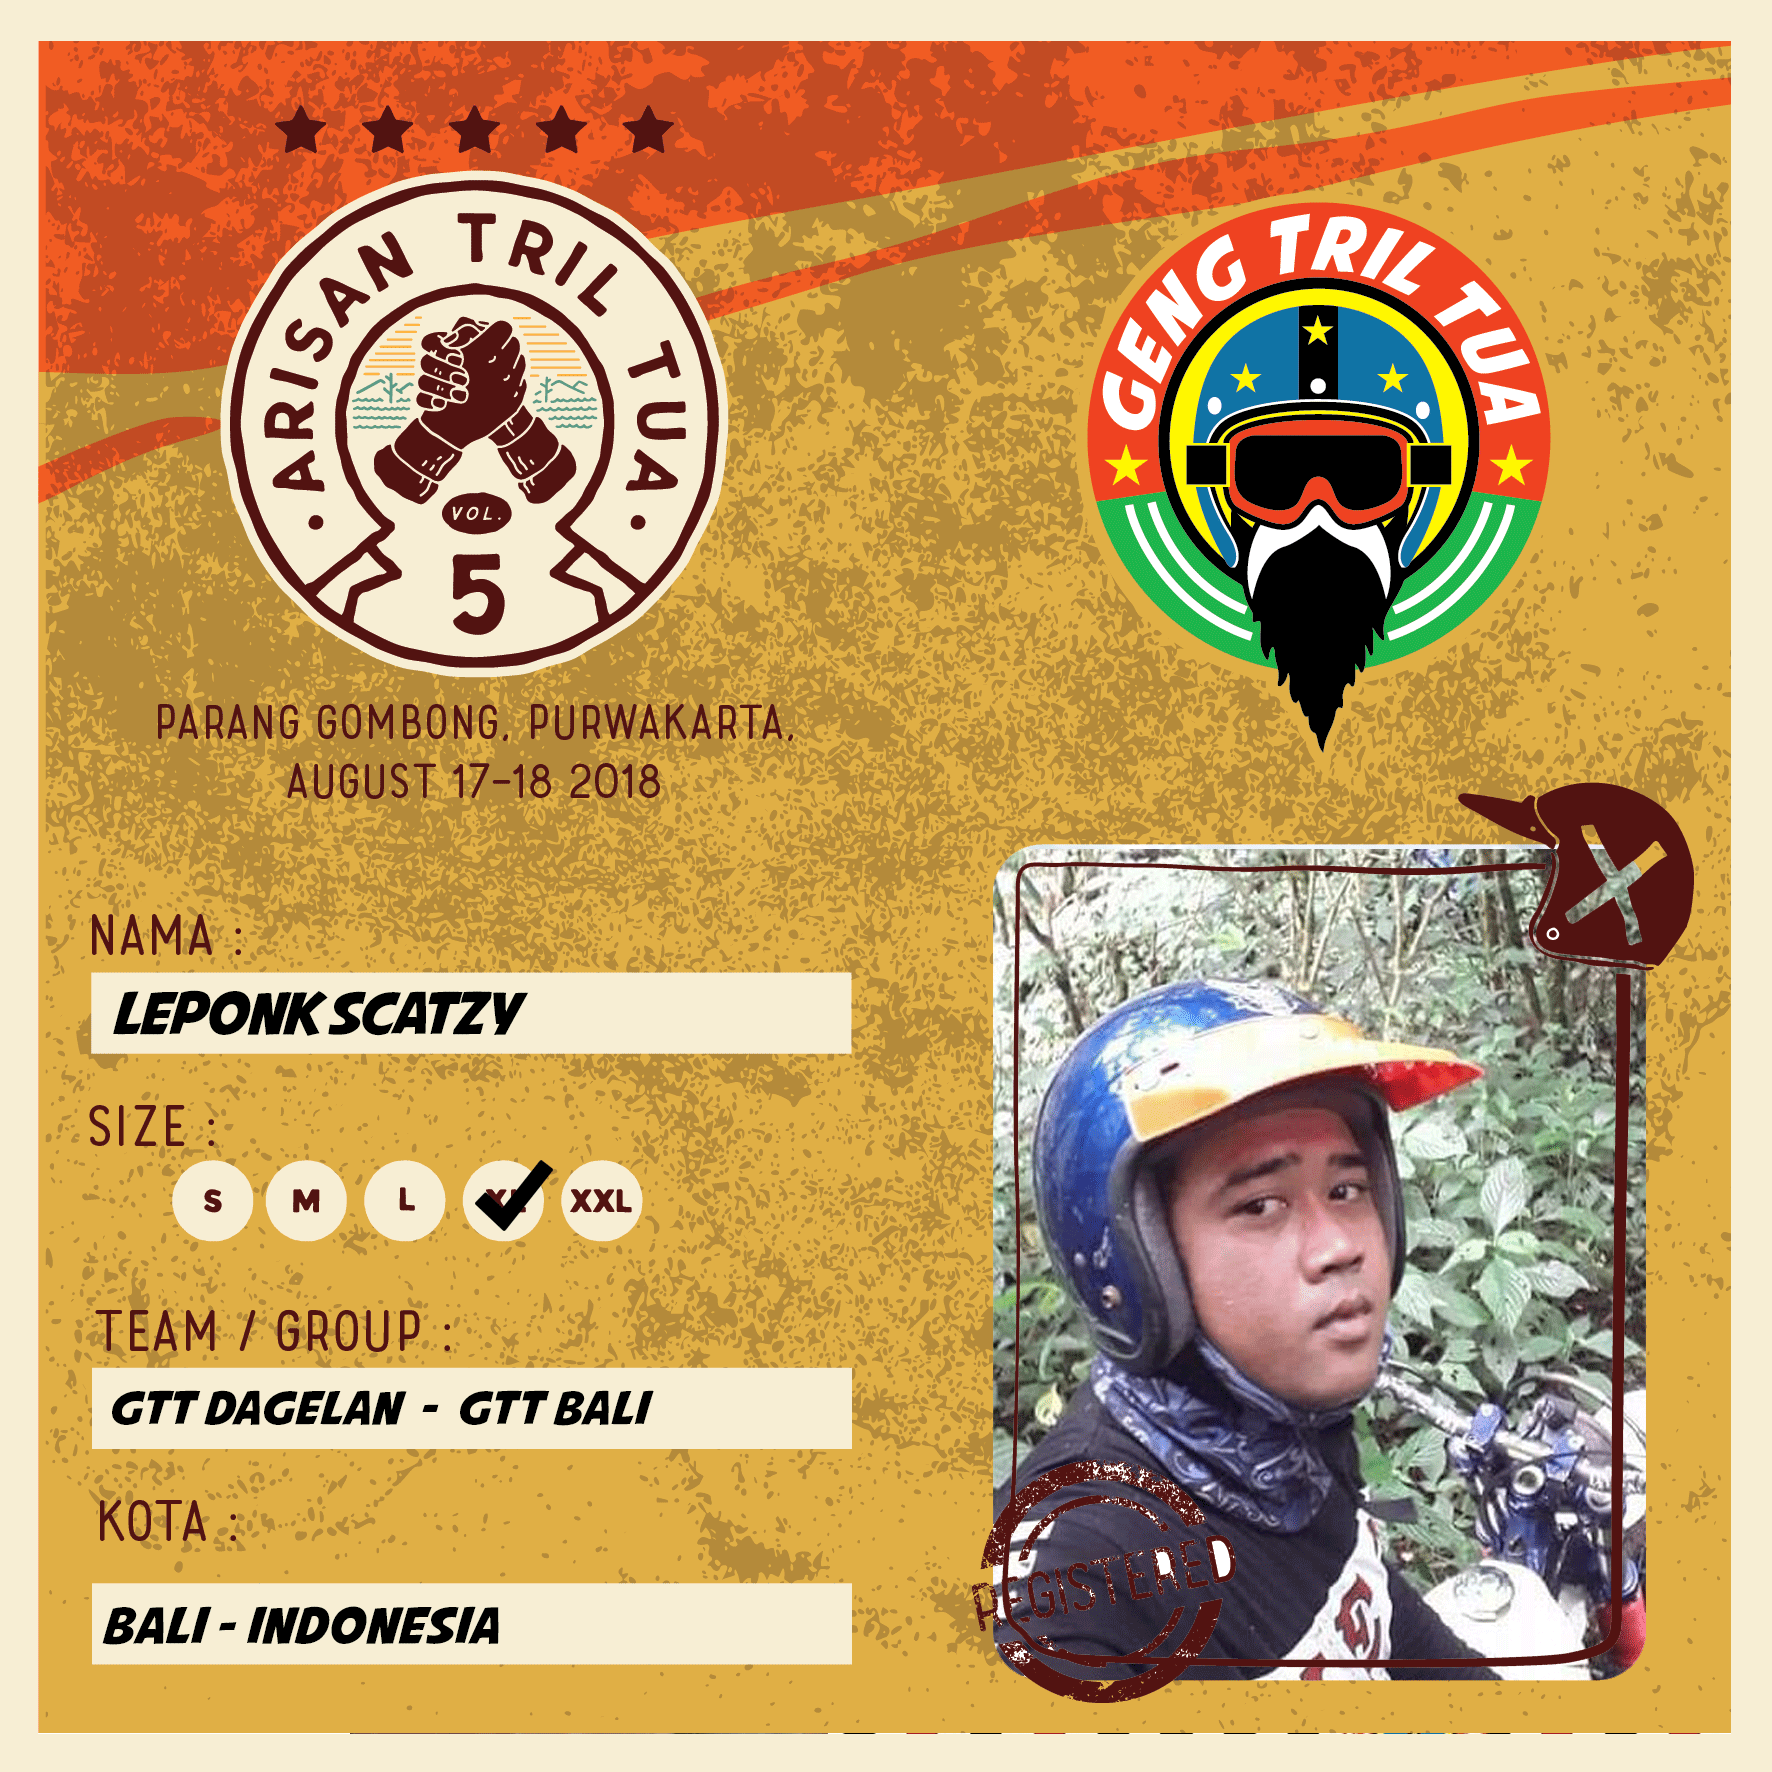 ARISAN TRIL TUA
VOL.
5
PARANG GOMBONG, PURWAKARTA,
AUGUST 17-18 2018
GENG TRIL TUA
NAMA :
LEPONK SCATZY
SIZE :
S M L XL XXL
TEAM / GROUP :
GTT DAGELAN - GTT BALI
KOTA :
BALI - INDONESIA
REGISTERED